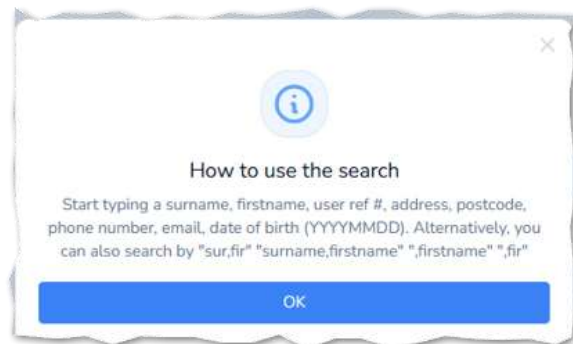 How to use the search
Start typing a surname, firstname, user ref #, address, postcode,
phone number, email, date of birth (YYYYMMDD). Alternatively, you
can also search by "sur,fir" "surname,firstname" ",firstname" ",fir"
OK